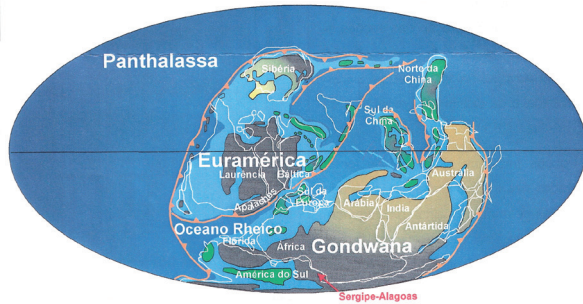 Panthalassa
Sibéria
Norte da
China
Sul da
China
Euramérica
Laurência
Báltica
Apalaches
Sul da
Europa
Arábia
Índia
Austrália
Antártida
Oceano Rheico
Flórida
África
Gondwana
América do Sul
Sergipe-Alagoas